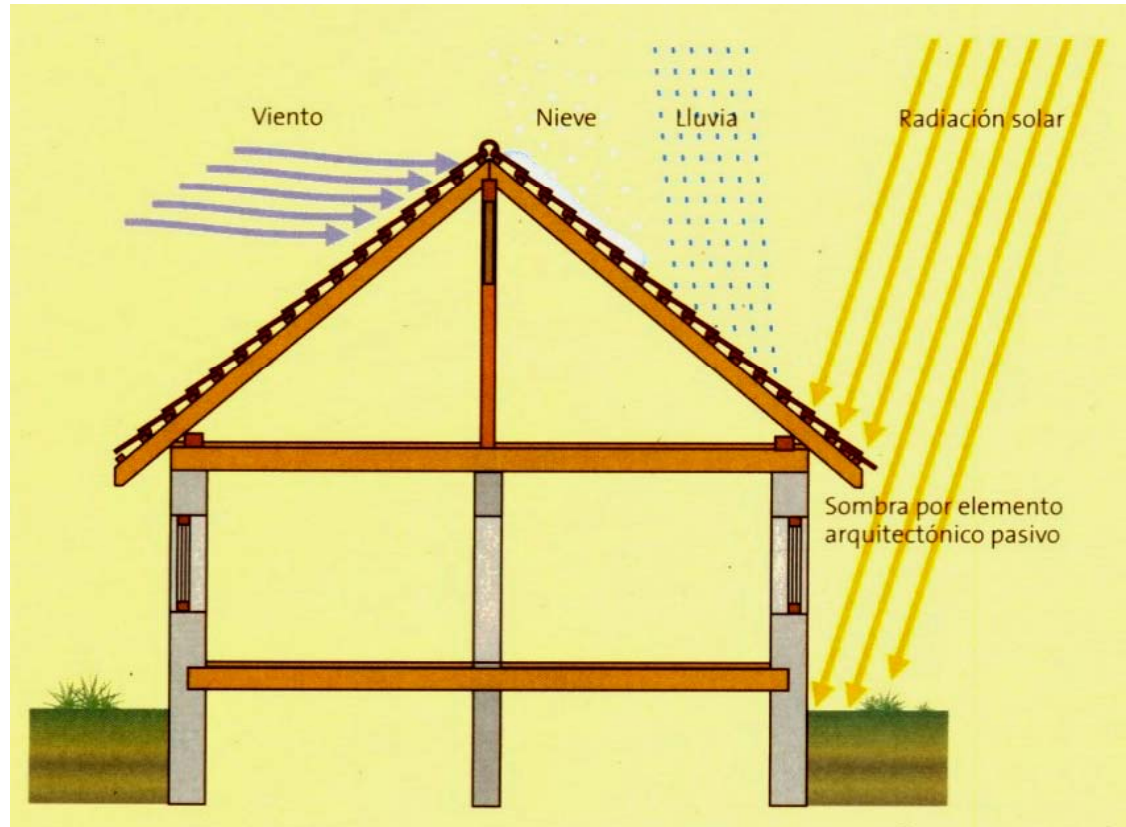 Viento
Nieve
Lluvia
Radiación solar
Sombra por elemento
arquitectónico pasivo